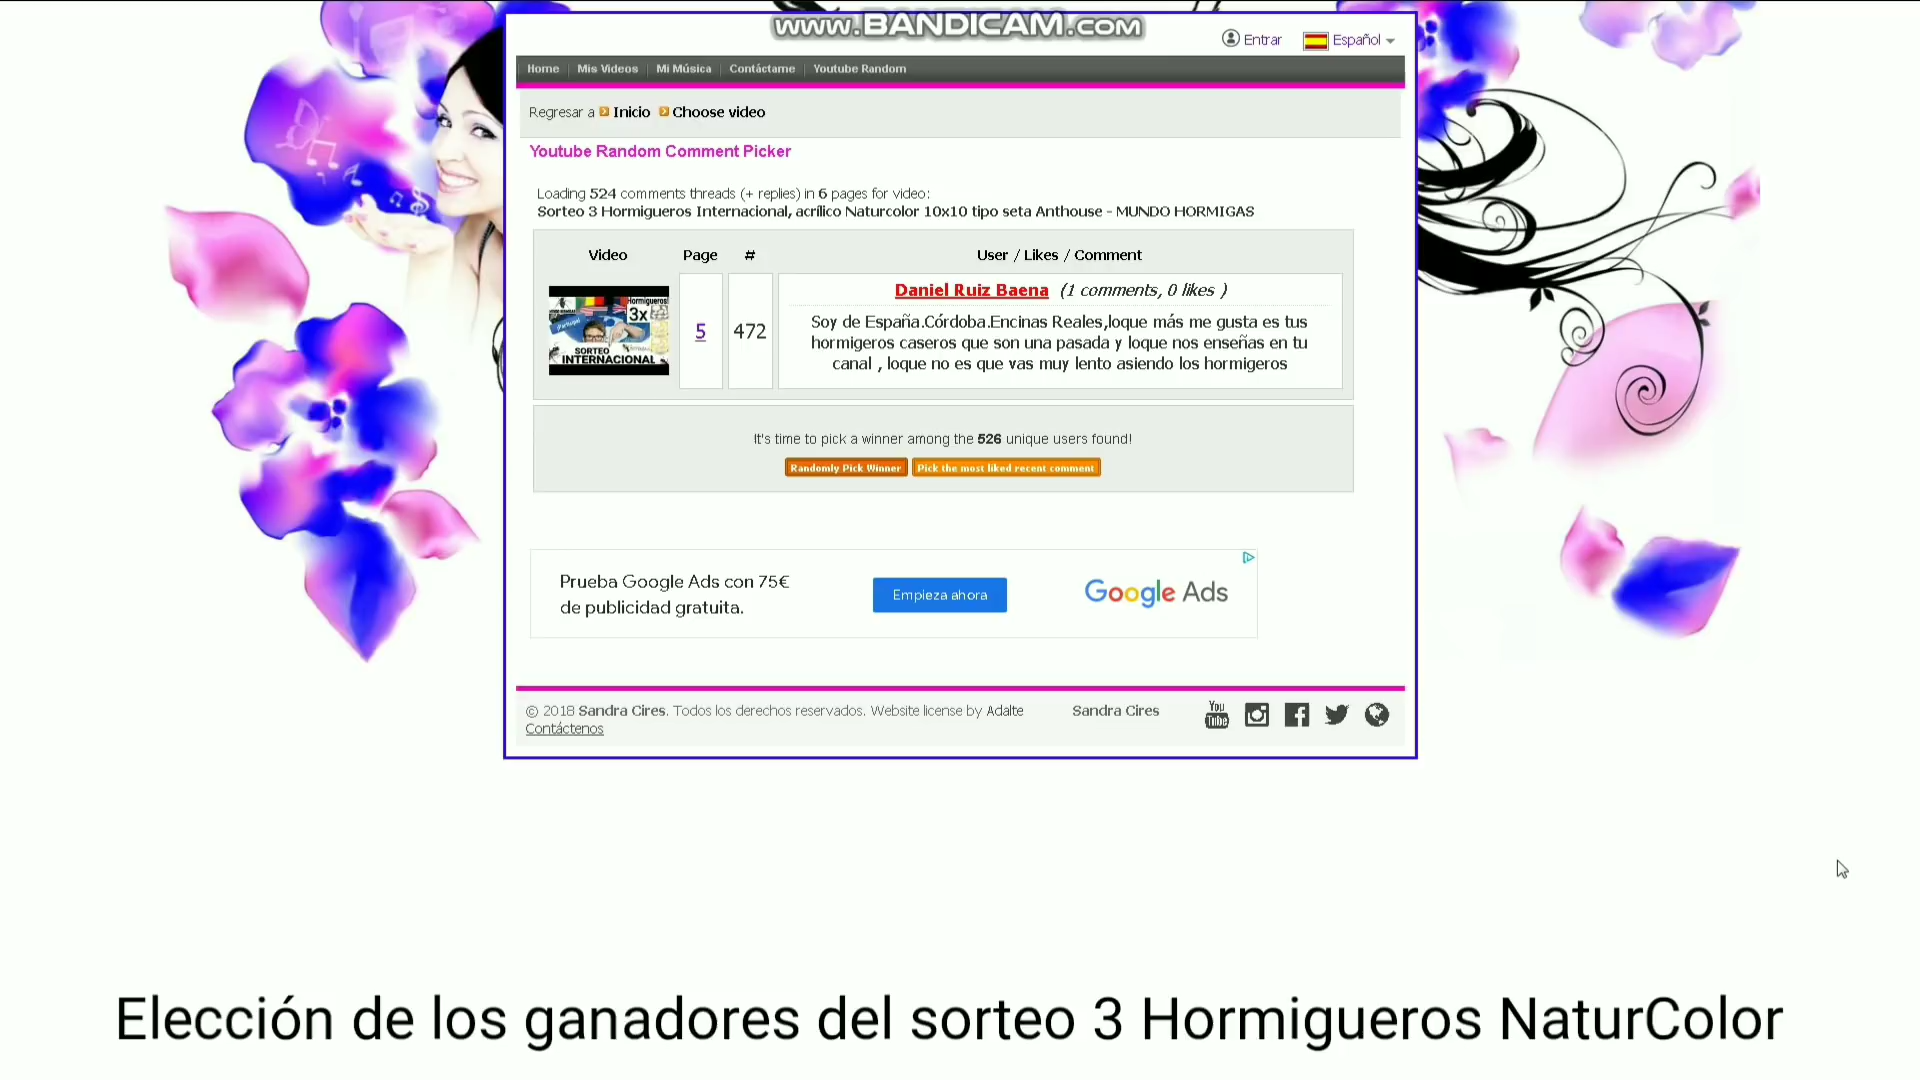 www.BANDICAM.com
Entrar Español
Home Mis Videos Mi Música Contáctame Youtube Random
Regresar a Inicio Choose video
Youtube Random Comment Picker
Loading 524 comments threads (+ replies) in 6 pages for video:
Sorteo 3 Hormigueros Internacional, acrílico Naturcolor 10x10 tipo seta Anthouse - MUNDO HORMIGAS
Video Page # User / Likes / Comment
Hormigueros!
3x
SORTEO
INTERNACIONAL
5
472
Daniel Ruiz Baena (1 comments, 0 likes )
Soy de España.Córdoba.Encinas Reales,loque más me gusta es tus
hormigeros caseros que son una pasada y loque nos enseñas en tu
canal , loque no es que vas muy lento asiendo los hormigeros
It's time to pick a winner among the 526 unique users found!
Randomly Pick Winner Pick the most liked recent comment
Prueba Google Ads con 75€
de publicidad gratuita.
Empieza ahora
Google Ads
© 2018 Sandra Cires. Todos los derechos reservados. Website license by Adalte
Contáctenos
Sandra Cires
You
Tube
Elección de los ganadores del sorteo 3 Hormigueros NaturColor